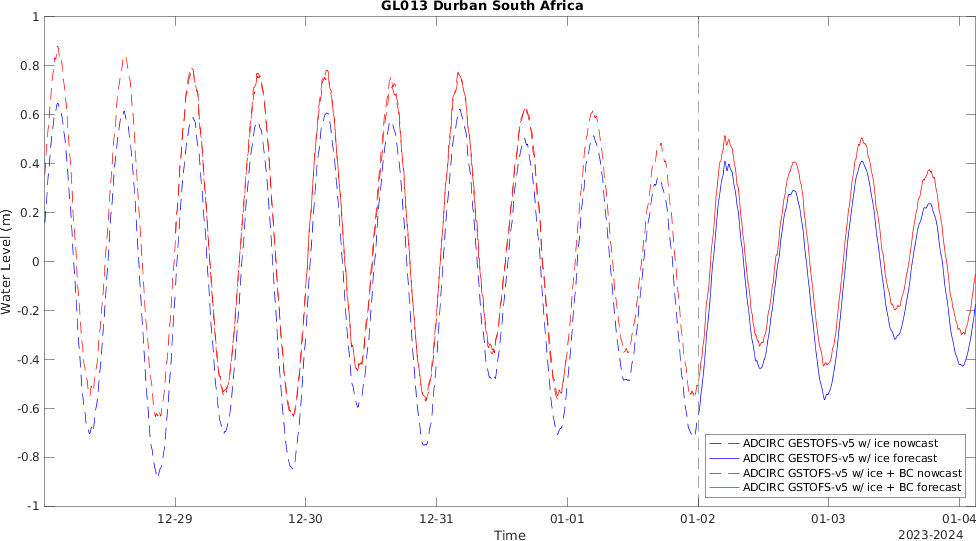 GL013 Durban South Africa
1
0.8
0.6
0.4
0.2
0
-0.2
-0.4
-0.6
-0.8
-1
Water Level (m)
12-29
12-30
12-31
01-01
01-02
01-03
01-04
Time
2023-2024
ADCIRC GESTOFS-v5 w/ ice nowcast
ADCIRC GESTOFS-v5 w/ ice forecast
ADCIRC GSTOFS-v5 w/ ice + BC nowcast
ADCIRC GSTOFS-v5 w/ ice + BC forecast